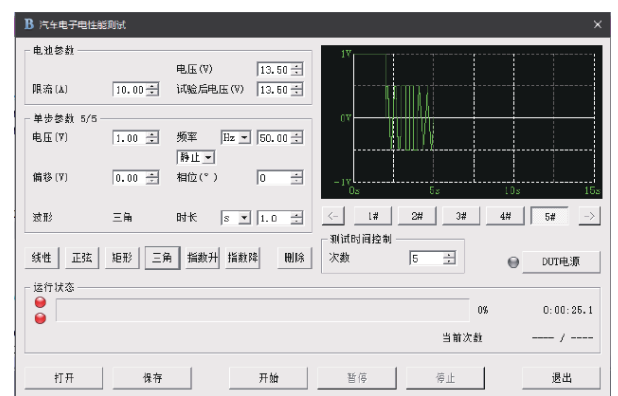 B 汽车电子电性能测试 ×
电池参数
电压(V) 13.50
限流(A) 10.00 试验后电压(V) 13.50
单步参数 5/5
电压(V) 1.00 频率 Hz 50.00
静止
偏移(V) 0.00 相位(°) 0
波形 三角 时长 s 1.0
线性 正弦 矩形 三角 指数升 指数降 删除
1V
0V
-1V
0s 5s 10s 15s
<- 1# 2# 3# 4# 5# ->
测试时间控制
次数 5 DUT电源
运行状态
0% 0:00:25.1
当前次数 ---- / ----
打开 保存 开始 暂停 停止 退出